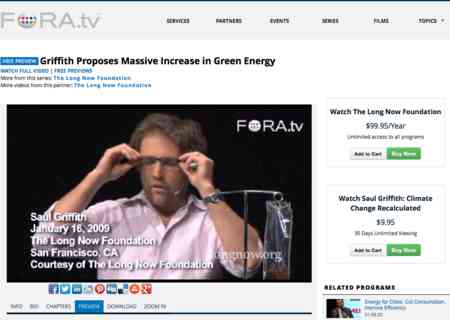 FORA.tv
SERVICES
PARTNERS
EVENTS
SERIES
FILMS
TOPICS
FREE PREVIEW Griffith Proposes Massive Increase in Green Energy
WATCH FULL VIDEO | FREE PREVIEWS
More from this series: The Long Now Foundation
More videos from this partner: The Long Now Foundation
FORA.tv
Saul Griffith
January 16, 2009
The Long Now Foundation
San Francisco, CA
Courtesy of The Long Now Foundation
longnow.org
INFO
BIO
CHAPTERS
PREVIEW
DOWNLOAD
ZOOM IN
Watch The Long Now Foundation
$99.95/Year
Unlimited access to all programs
Add to Cart
Buy Now
Watch Saul Griffith: Climate
Change Recalculated
$9.95
30 Days Unlimited Viewing
Add to Cart
Buy Now
RELATED PROGRAMS
Energy for Cities: Cut Consumption,
Improve Efficiency